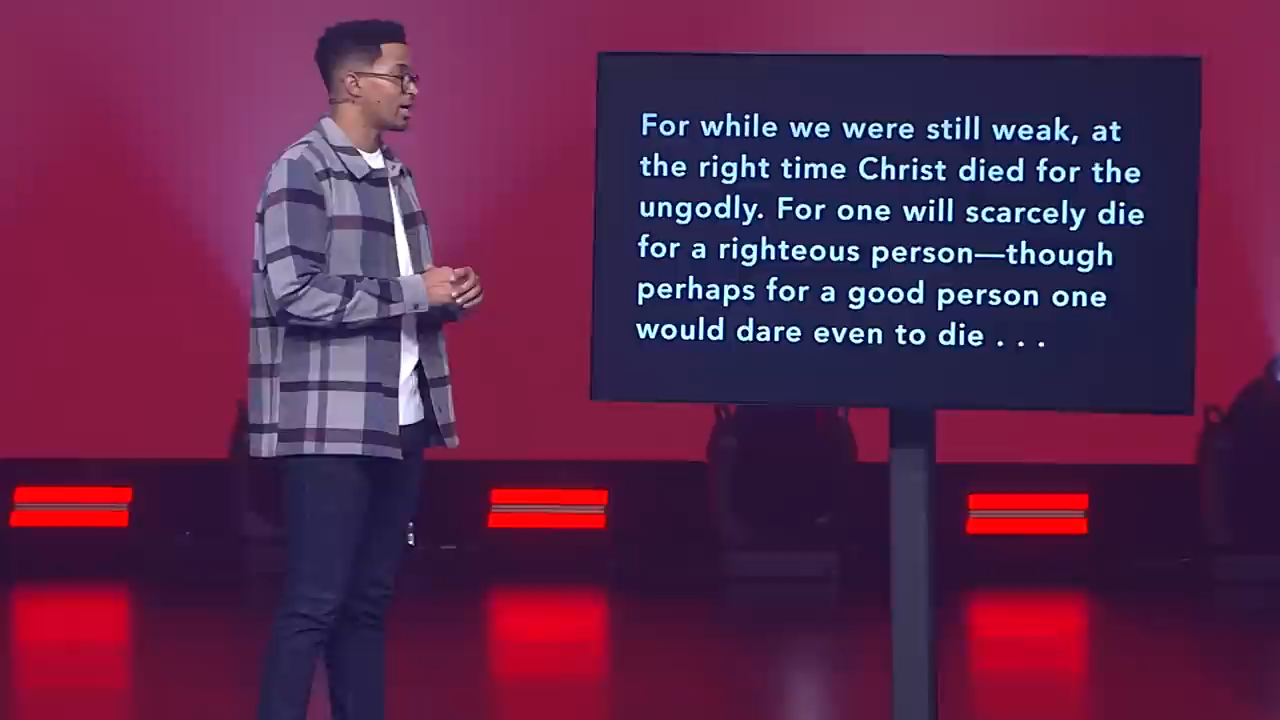 For while we were still weak, at
the right time Christ died for the
ungodly. For one will scarcely die
for a righteous person—though
perhaps for a good person one
would dare even to die . . .